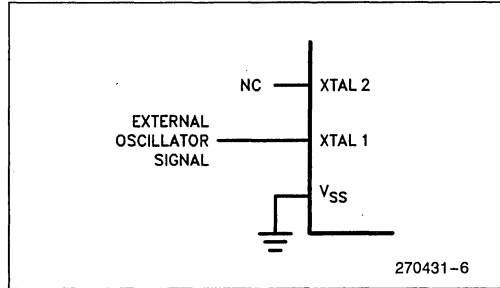 NC XTAL 2
EXTERNAL
OSCILLATOR XTAL 1
SIGNAL
VSS
270431-6